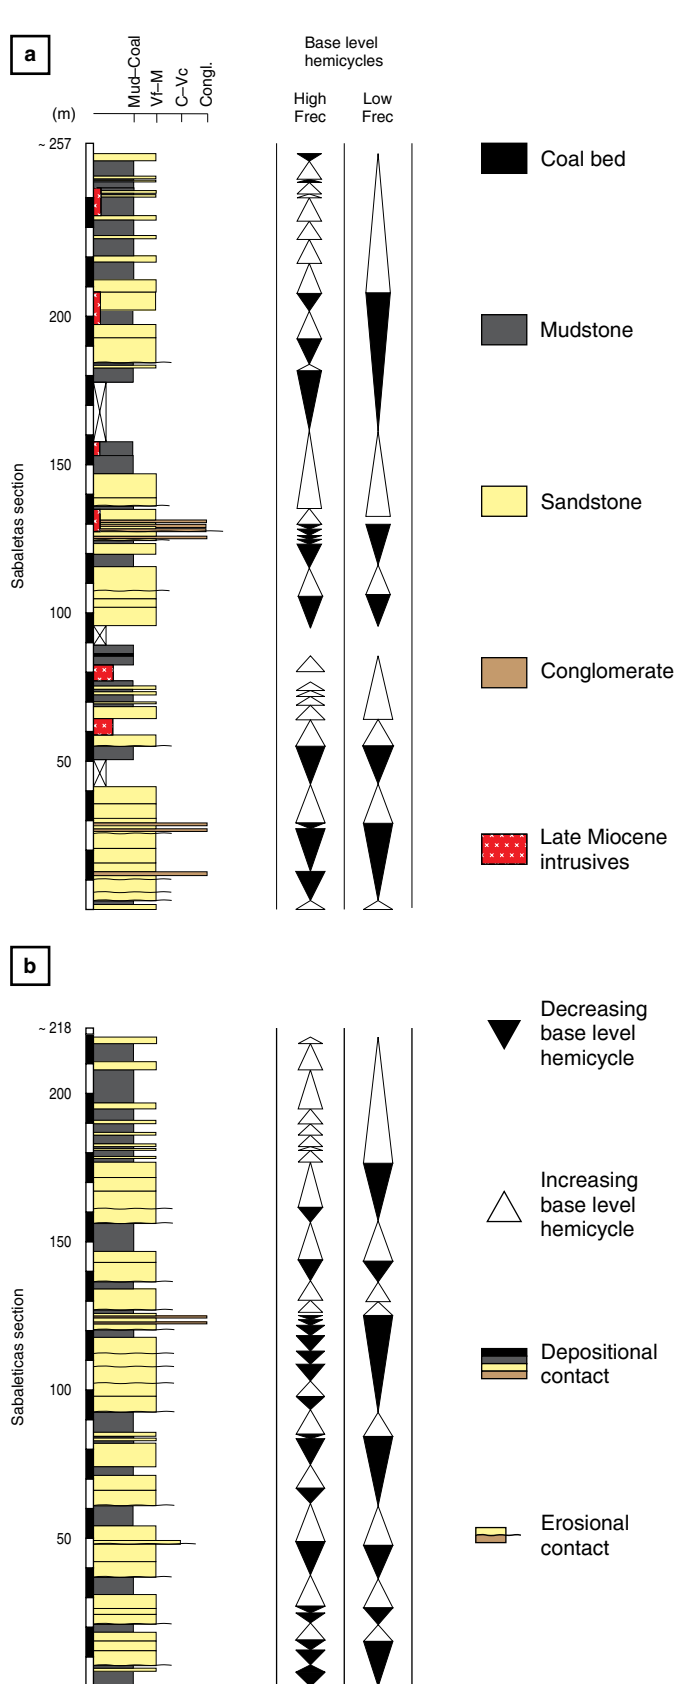 a
Mud–Coal
Vf–M
C–Vc
Congl.
Base level
hemicycles
High
Frec
Low
Frec
(m)
~ 257
200
150
100
50
Sabaletas section
Coal bed
Mudstone
Sandstone
Conglomerate
Late Miocene
intrusives
b
~ 218
200
150
100
50
Sabaleticas section
Decreasing
base level
hemicycle
Increasing
base level
hemicycle
Depositional
contact
Erosional
contact